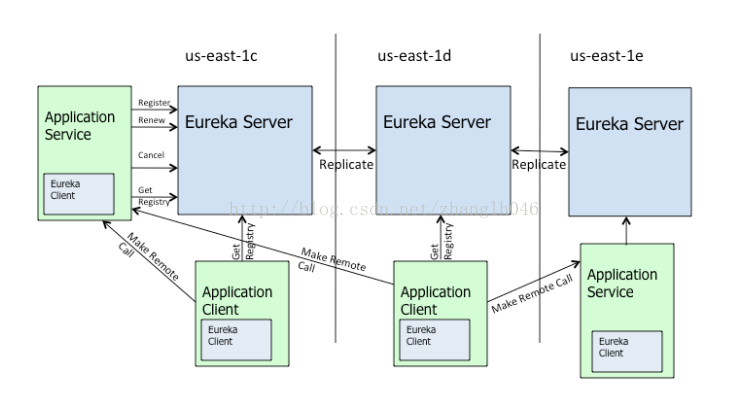 us-east-1c
us-east-1d
us-east-1e
Application
Service
Eureka
Client
Register
Renew
Cancel
Get
Registry
Eureka Server
Replicate
Eureka Server
Replicate
Eureka Server
http://blog.csdn.net/zhanglh046
Make Remote
Call
Get
Registry
Make Remote
Call
Get
Registry
Make Remote Call
Application
Client
Eureka
Client
Application
Client
Eureka
Client
Application
Service
Eureka
Client